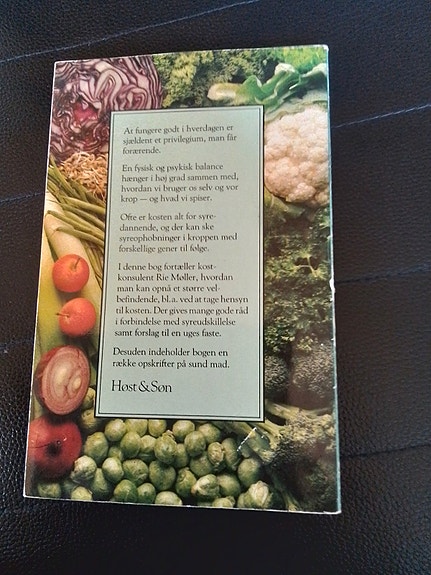 At fungere godt i hverdagen er
sjældent et privilegium, man får
forærende.
En fysisk og psykisk balance
hænger i høj grad sammen med,
hvordan vi bruger os selv og vor
krop — og hvad vi spiser.
Ofte er kosten alt for syre-
dannende, og der kan ske
syreophobninger i kroppen med
forskellige gener til følge.
I denne bog fortæller kost-
konsulent Rie Møller, hvordan
man kan opnå et større vel-
befindende, bl.a. ved at tage hensyn
til kosten. Der gives mange gode råd
i forbindelse med syreudskillelse
samt forslag til en uges faste.
Desuden indeholder bogen en
række opskrifter på sund mad.
Høst & Søn